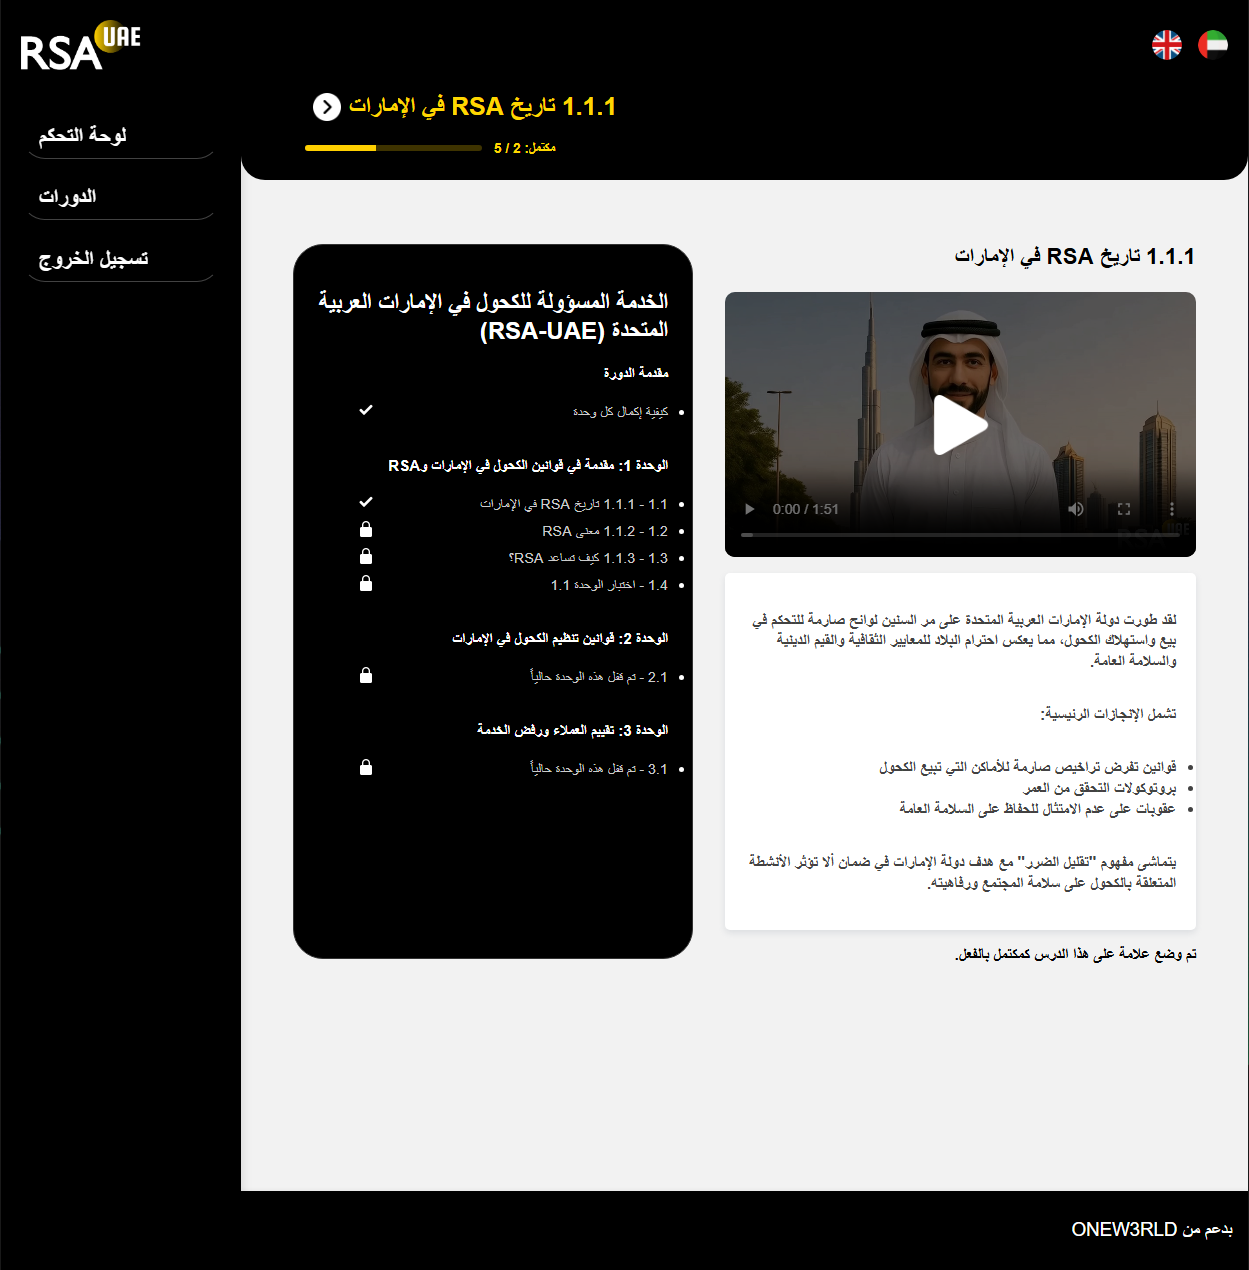 RSA UAE
لوحة التحكم
الدورات
تسجيل الخروج
1.1.1 تاريخ RSA في الإمارات
مكتمل: 2 / 5
1.1.1 تاريخ RSA في الإمارات
0:00 / 1:51
RSA UAE
لقد طورت دولة الإمارات العربية المتحدة على مر السنين لوائح صارمة للتحكم في
بيع واستهلاك الكحول، مما يعكس احترام البلاد للمعايير الثقافية والقيم الدينية
والسلامة العامة.
تشمل الإنجازات الرئيسية:
• قوانين تفرض تراخيص صارمة للأماكن التي تبيع الكحول
• بروتوكولات التحقق من العمر
• عقوبات على عدم الامتثال للحفاظ على السلامة العامة
يتماشى مفهوم "تقليل الضرر" مع هدف دولة الإمارات في ضمان ألا تؤثر الأنشطة
المتعلقة بالكحول على سلامة المجتمع ورفاهيته.
تم وضع علامة على هذا الدرس كمكتمل بالفعل.
الخدمة المسؤولة للكحول في الإمارات العربية
المتحدة (RSA-UAE)
مقدمة الدورة
• كيفية إكمال كل وحدة
الوحدة 1: مقدمة في قوانين الكحول في الإمارات وRSA
• 1.1 - 1.1.1 تاريخ RSA في الإمارات
• 1.2 - 1.1.2 معنى RSA
• 1.3 - 1.1.3 كيف تساعد RSA؟
• 1.4 - اختبار الوحدة 1.1
الوحدة 2: قوانين تنظيم الكحول في الإمارات
• 2.1 - تم قفل هذه الوحدة حالياً
الوحدة 3: تقييم العملاء ورفض الخدمة
• 3.1 - تم قفل هذه الوحدة حالياً
بدعم من ONEW3RLD